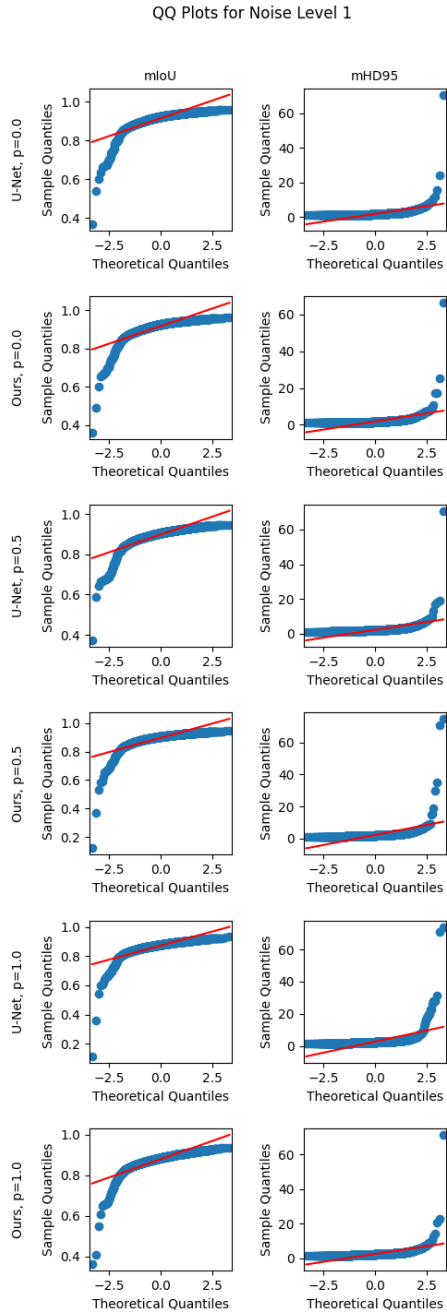 QQ Plots for Noise Level 1
mIoU
mHD95
U-Net, p=0.0
Sample Quantiles
1.0
0.8
0.6
0.4
−2.5 0.0 2.5
Theoretical Quantiles
Sample Quantiles
60
40
20
0
−2.5 0.0 2.5
Theoretical Quantiles
Ours, p=0.0
Sample Quantiles
1.0
0.8
0.6
0.4
−2.5 0.0 2.5
Theoretical Quantiles
Sample Quantiles
60
40
20
0
−2.5 0.0 2.5
Theoretical Quantiles
U-Net, p=0.5
Sample Quantiles
1.0
0.8
0.6
0.4
−2.5 0.0 2.5
Theoretical Quantiles
Sample Quantiles
60
40
20
0
−2.5 0.0 2.5
Theoretical Quantiles
Ours, p=0.5
Sample Quantiles
1.0
0.8
0.6
0.4
0.2
−2.5 0.0 2.5
Theoretical Quantiles
Sample Quantiles
60
40
20
0
−2.5 0.0 2.5
Theoretical Quantiles
U-Net, p=1.0
Sample Quantiles
1.0
0.8
0.6
0.4
0.2
−2.5 0.0 2.5
Theoretical Quantiles
Sample Quantiles
60
40
20
0
−2.5 0.0 2.5
Theoretical Quantiles
Ours, p=1.0
Sample Quantiles
1.0
0.8
0.6
0.4
−2.5 0.0 2.5
Theoretical Quantiles
Sample Quantiles
60
40
20
0
−2.5 0.0 2.5
Theoretical Quantiles